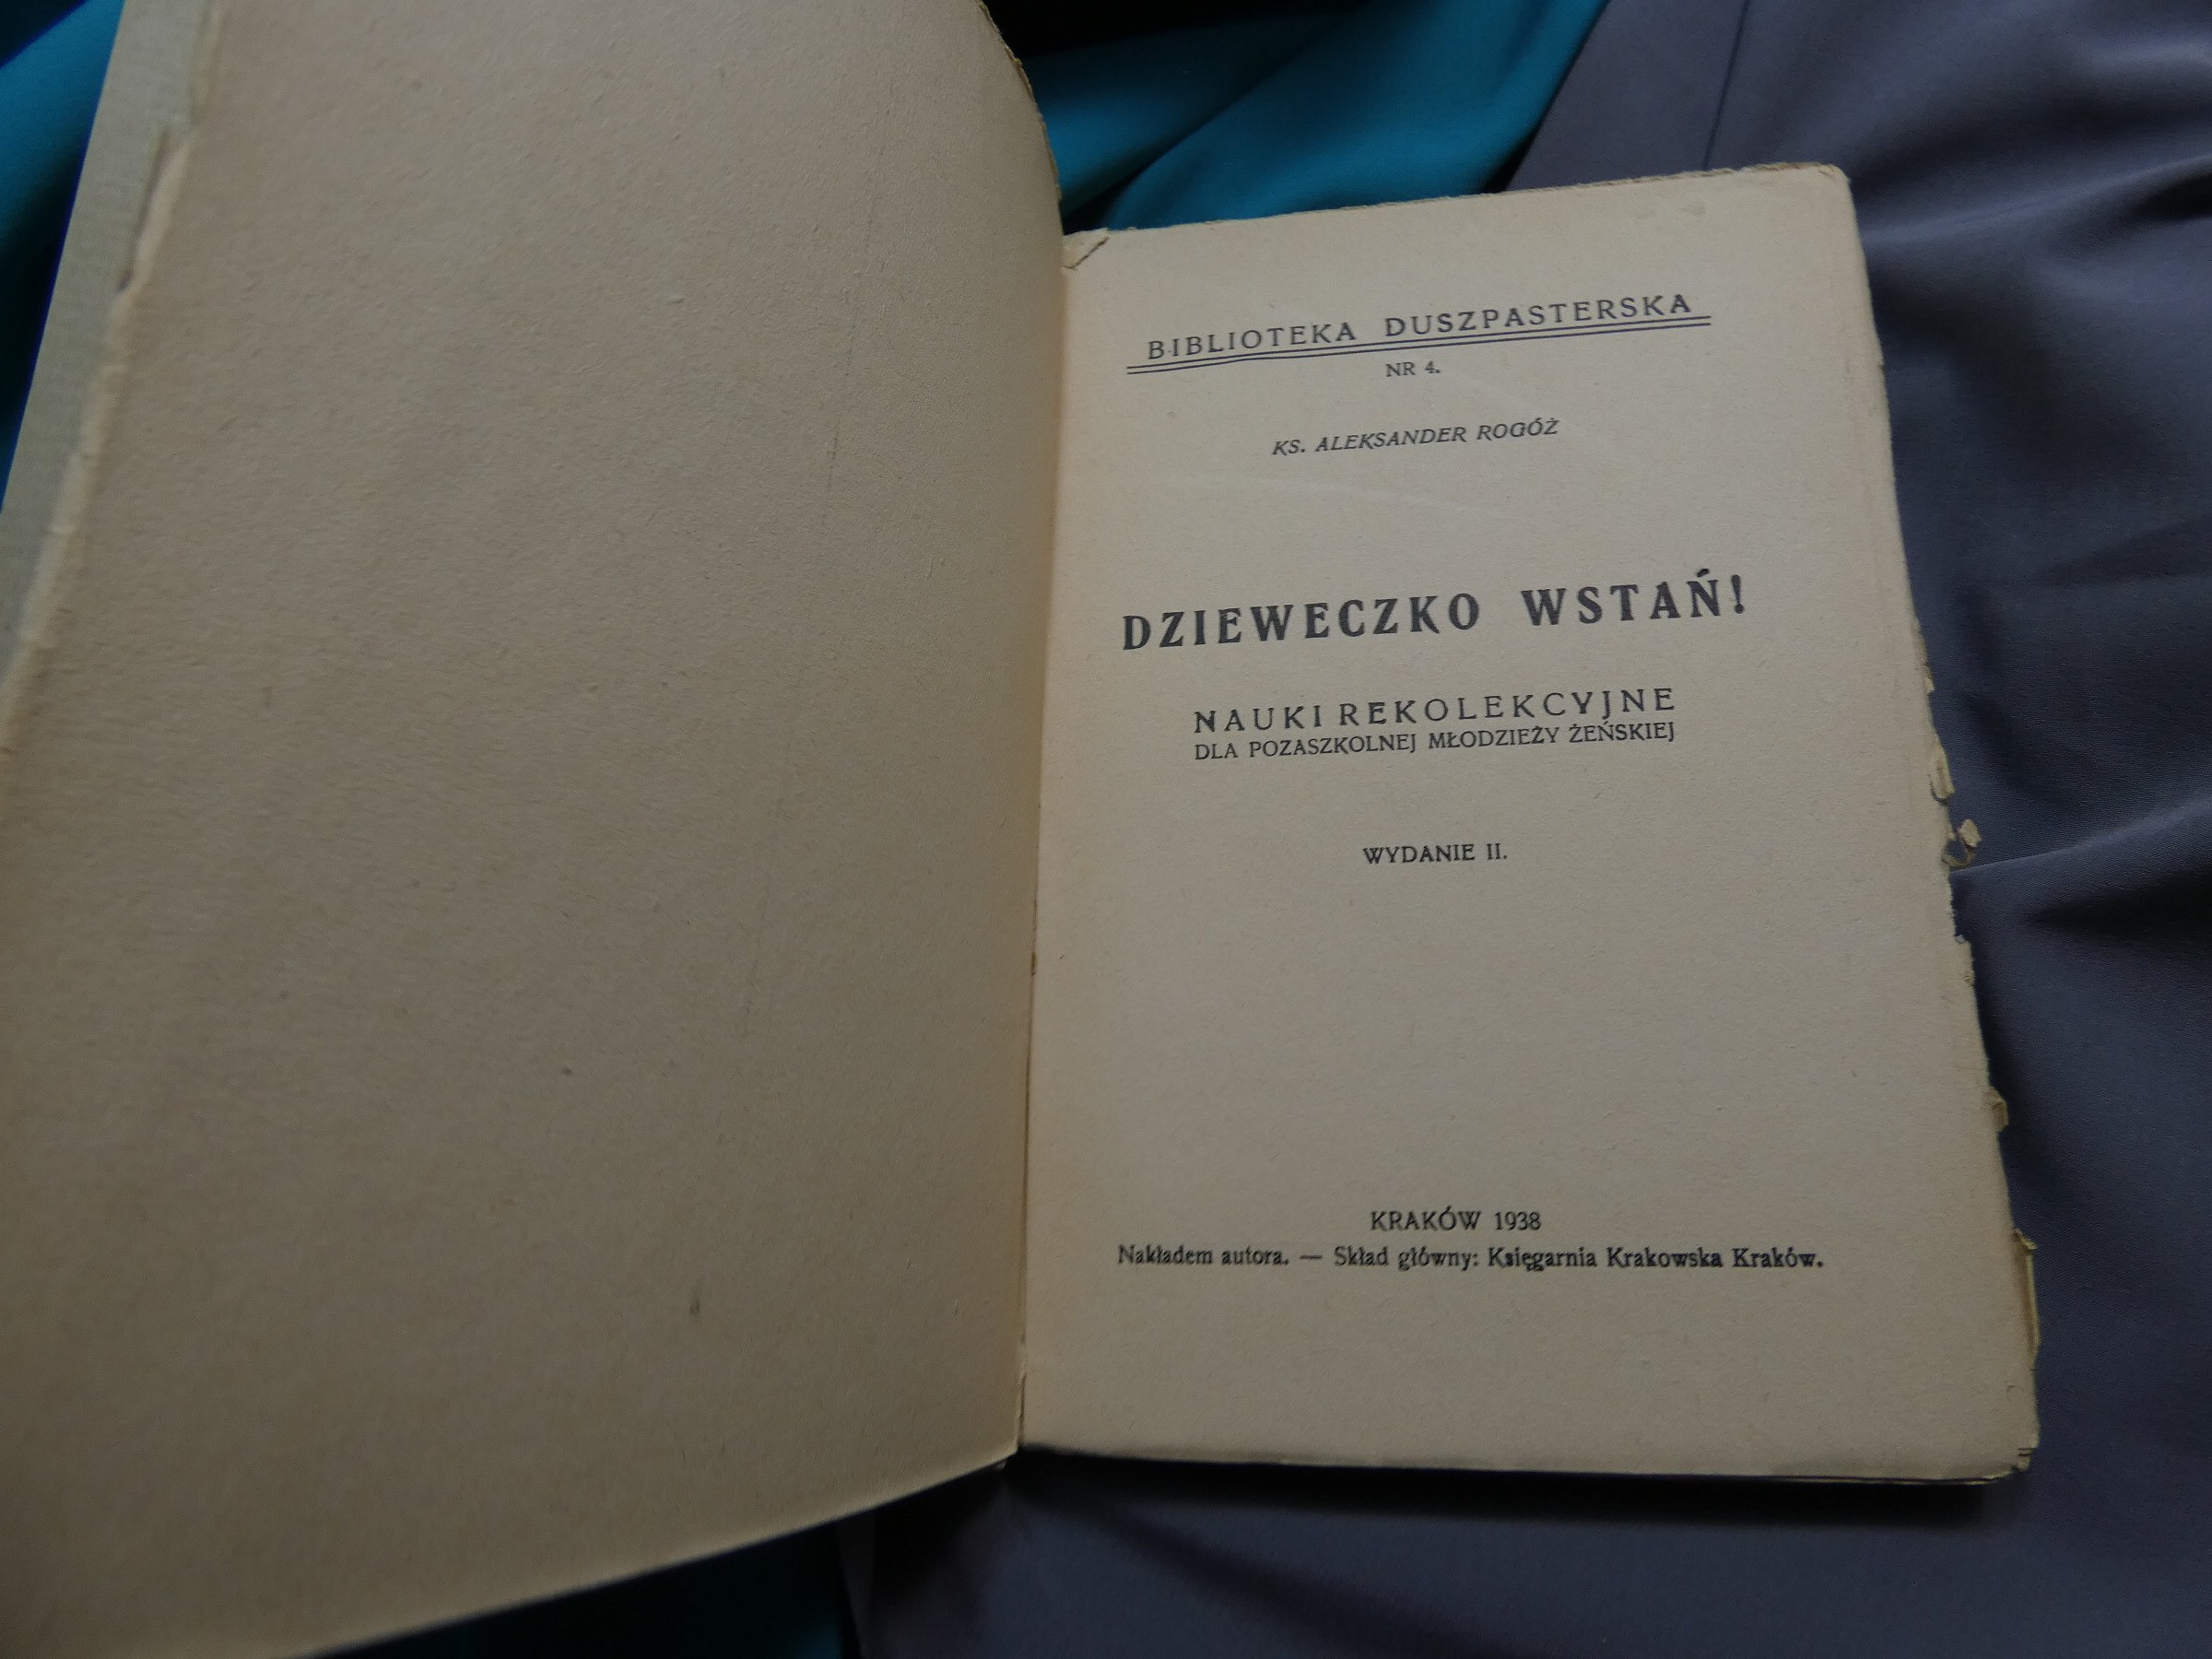 BIBLIOTEKA DUSZPASTERSKA
NR 4.
KS. ALEKSANDER ROGÓŻ
DZIEWECZKO WSTAŃ!
NAUKI REKOLEKCYJNE
DLA POZASZKOLNEJ MŁODZIEŻY ŻEŃSKIEJ
WYDANIE II.
KRAKÓW 1938
Nakładem autora. — Skład główny: Księgarnia Krakowska Kraków.